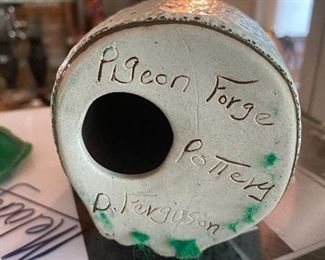 Pigeon Forge
Pottery
D. Ferguson